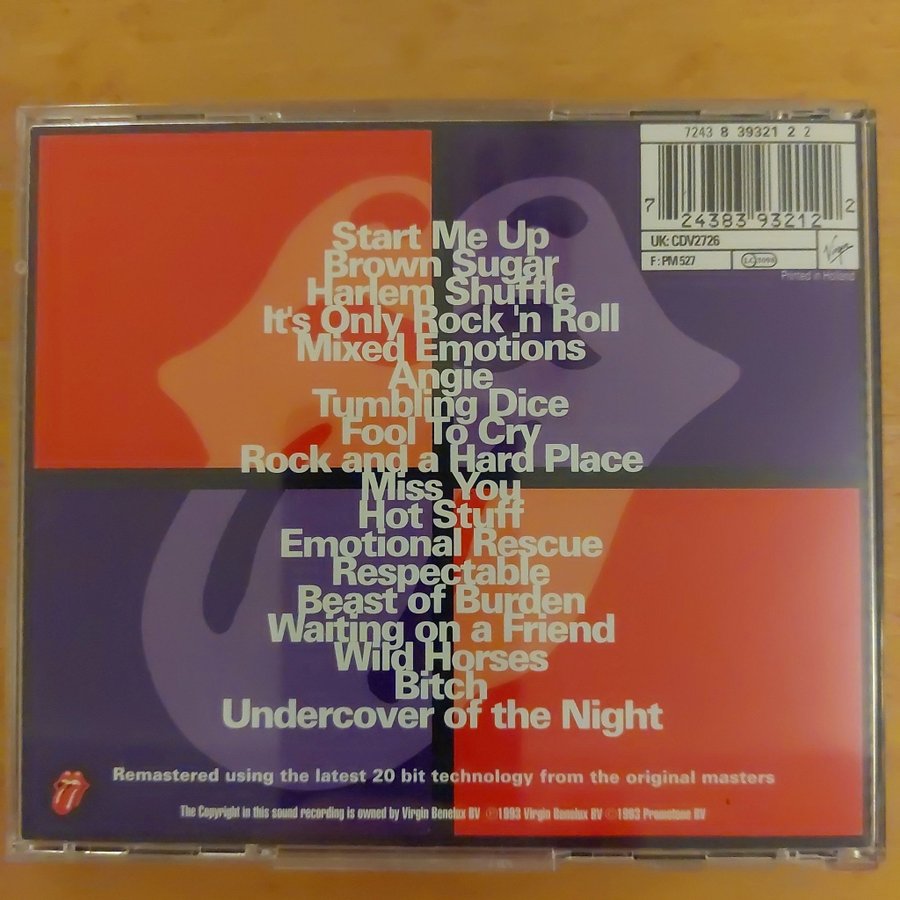 7243 8 39321 2 2
7 24383 93212 2
UK: CDV2726
F: PM 527
LC3098
Virgin
Printed in Holland
Start Me Up
Brown Sugar
Harlem Shuffle
It's Only Rock 'n Roll
Mixed Emotions
Angie
Tumbling Dice
Fool To Cry
Rock and a Hard Place
Miss You
Hot Stuff
Emotional Rescue
Respectable
Beast of Burden
Waiting on a Friend
Wild Horses
Bitch
Undercover of the Night
Remastered using the latest 20 bit technology from the original masters
The Copyright in this sound recording is owned by Virgin Benelux BV ℗1993 Virgin Benelux BV ©1993 Promotone BV